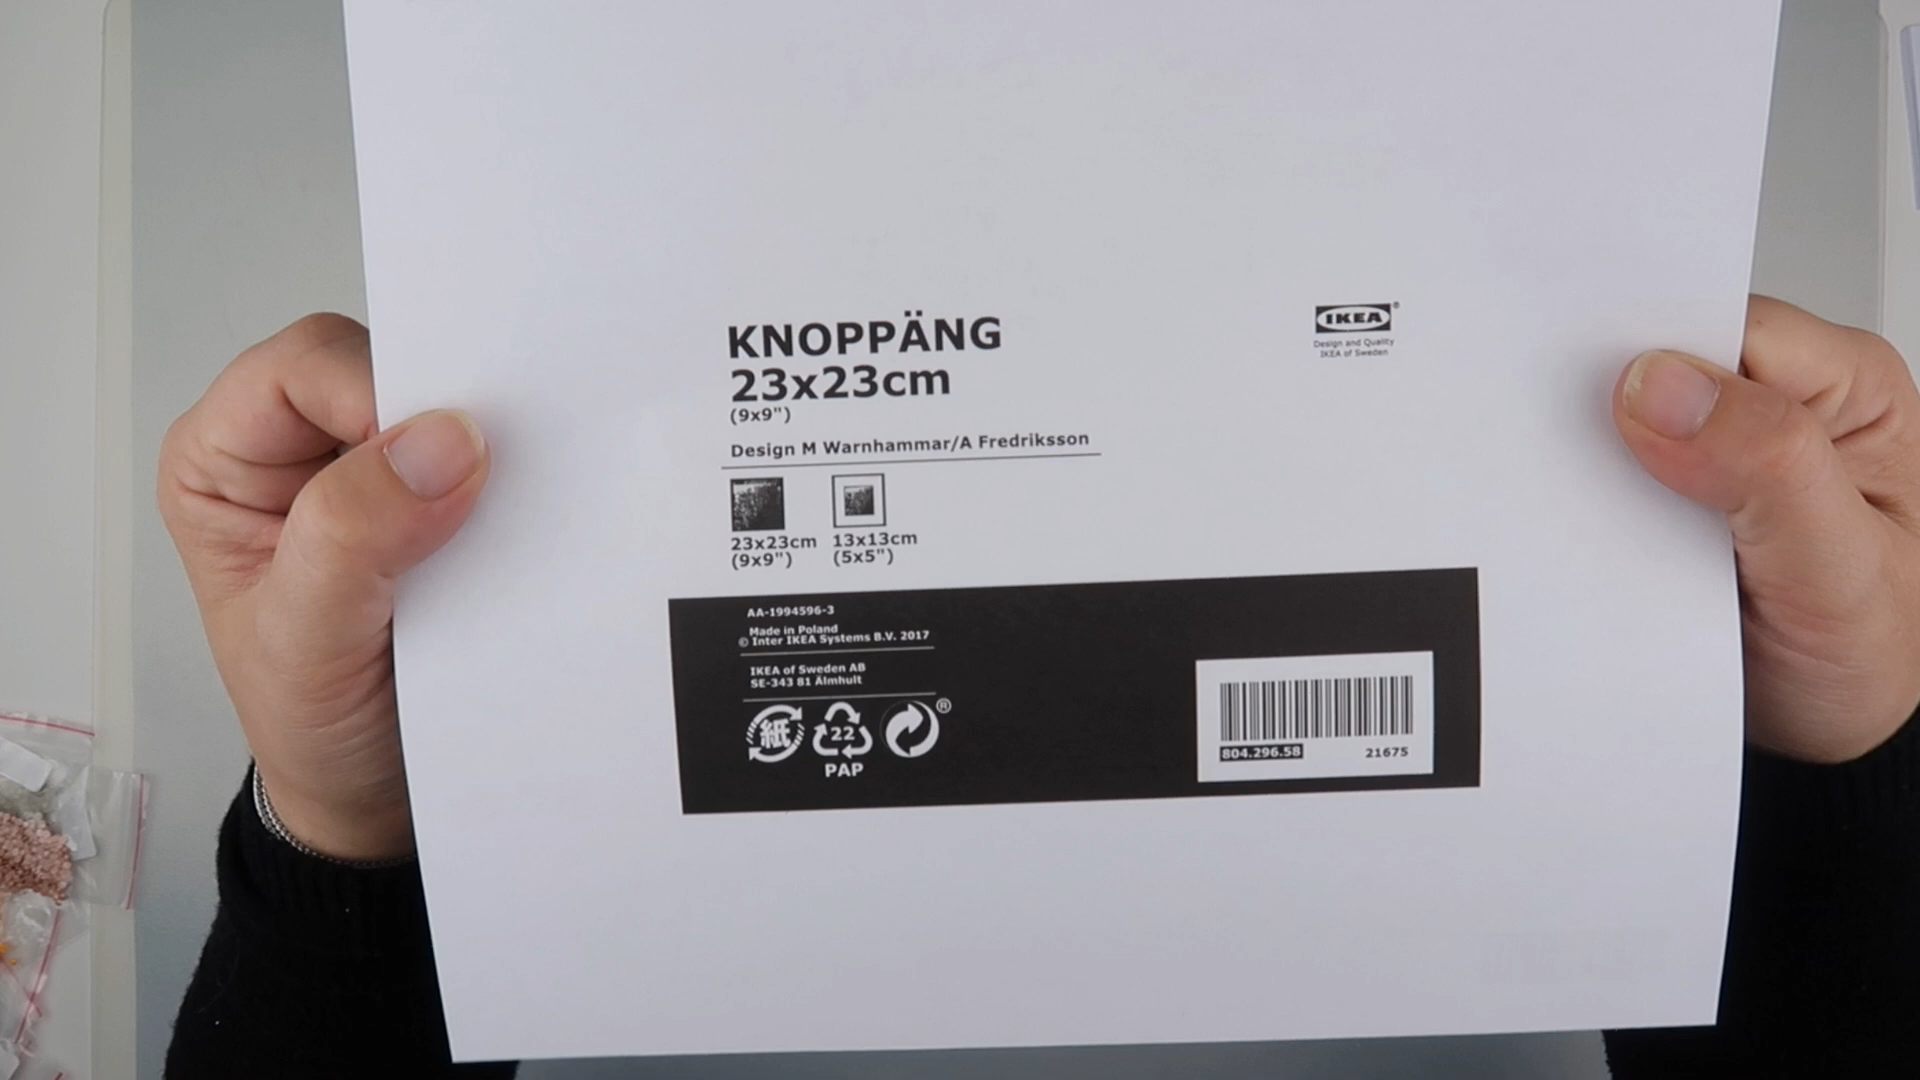 KNOPPÄNG
23x23cm
(9x9")
IKEA®
Design and Quality
IKEA of Sweden
Design M Warnhammar/A Fredriksson
23x23cm
(9x9")
13x13cm
(5x5")
AA-1994596-3
Made in Poland
© Inter IKEA Systems B.V. 2017
IKEA of Sweden AB
SE-343 81 Älmhult
紙
22
®
PAP
804.296.58
21675